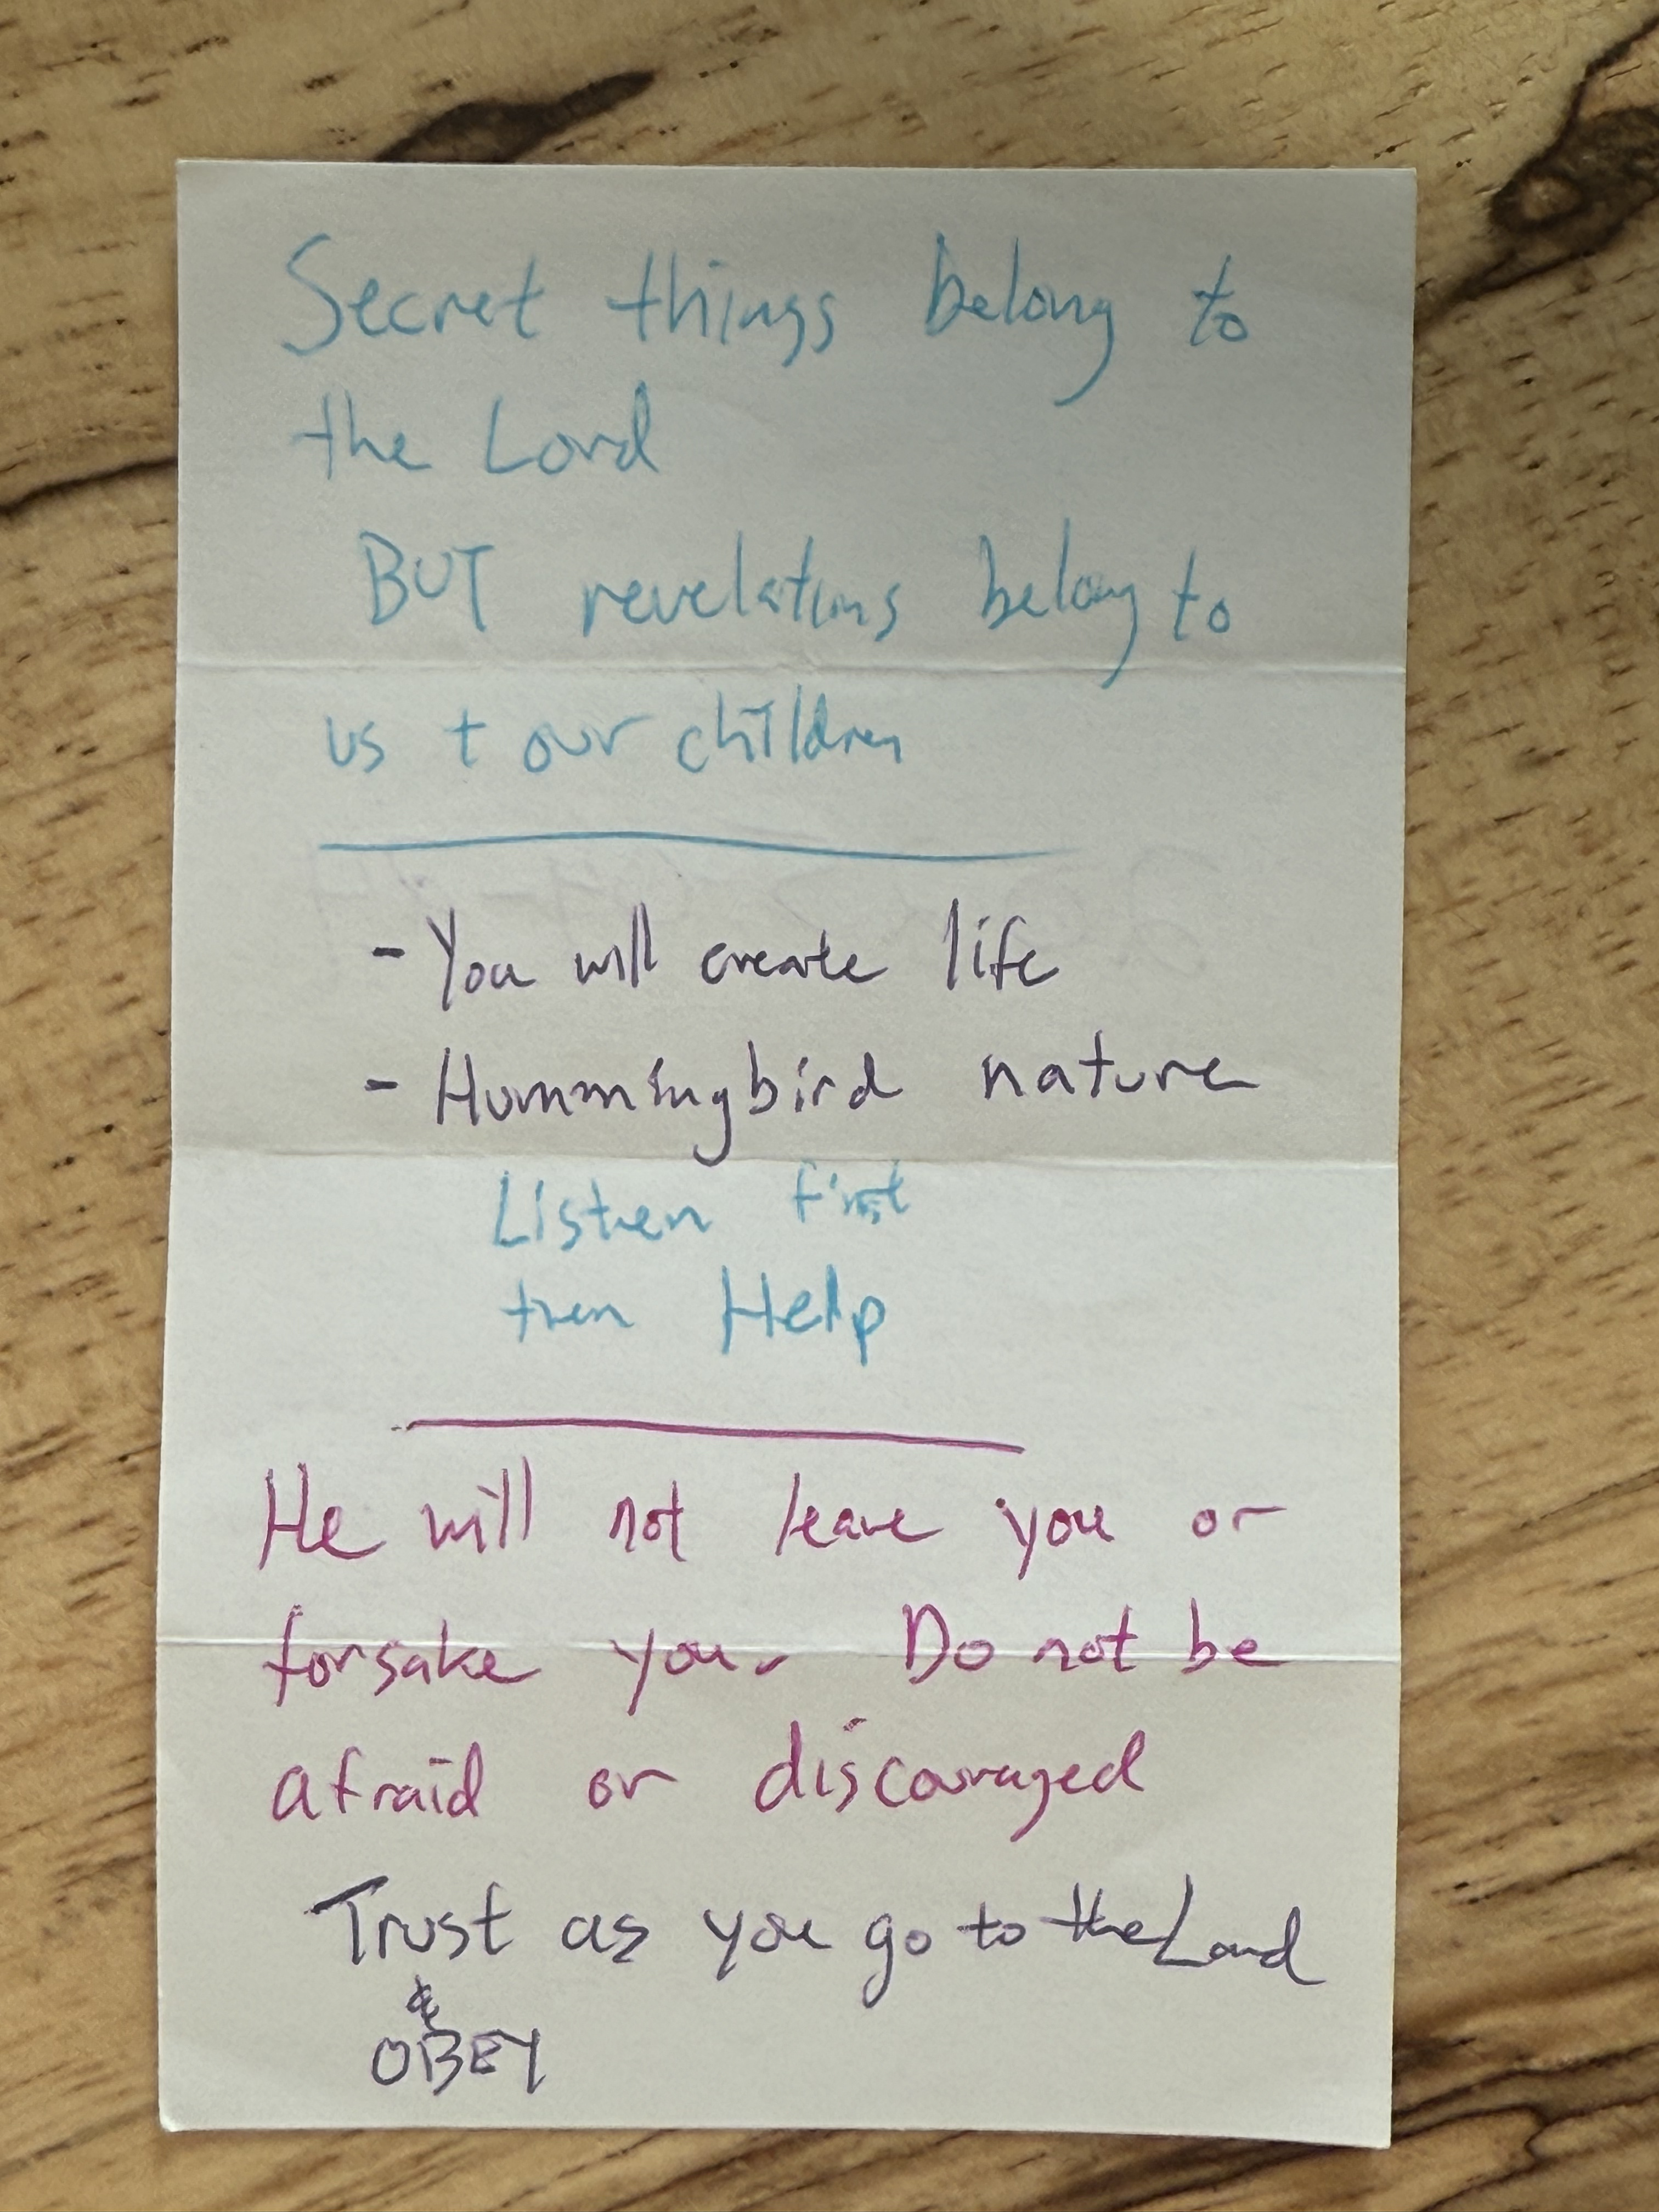 Secret things belong to
the Lord
BUT revelations belong to
us + our children
- You will create life
- Hummingbird nature
Listen first
then Help
He will not leave you or
forsake you. Do not be
afraid or discouraged
Trust as you go to the Lord
&
OBEY